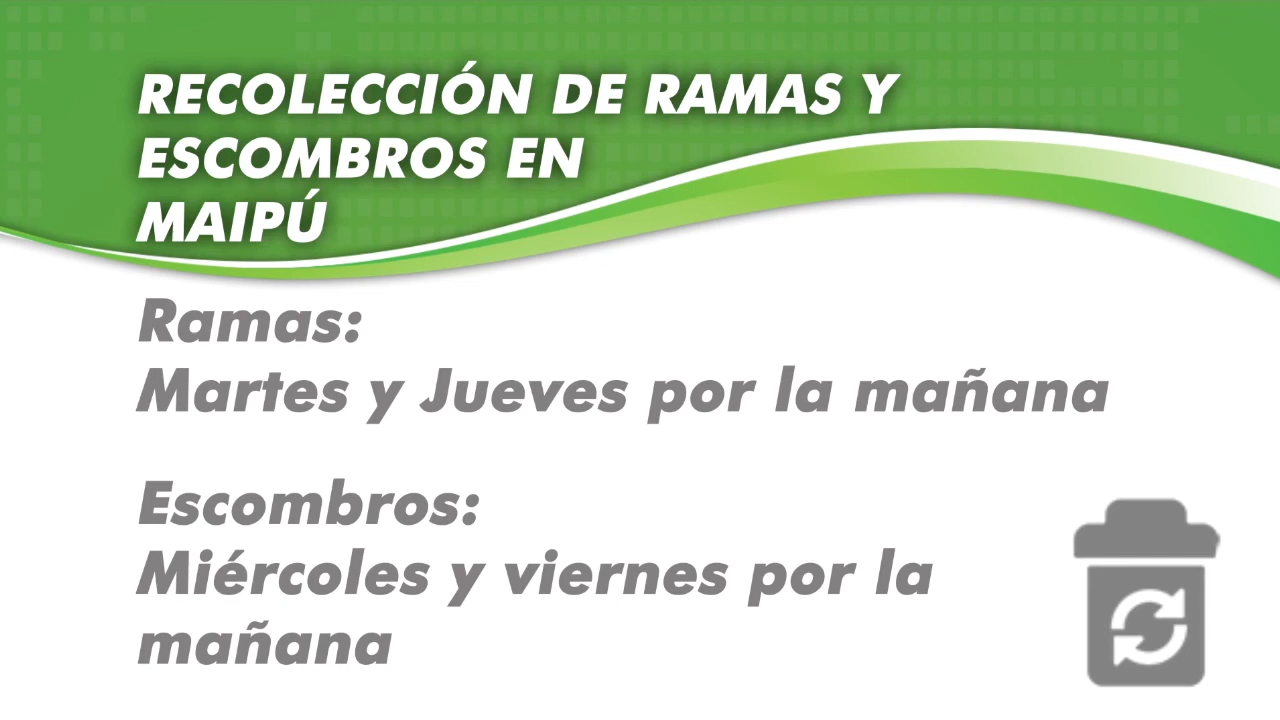 RECOLECCIÓN DE RAMAS Y
ESCOMBROS EN
MAIPÚ
Ramas:
Martes y Jueves por la mañana
Escombros:
Miércoles y viernes por la
mañana